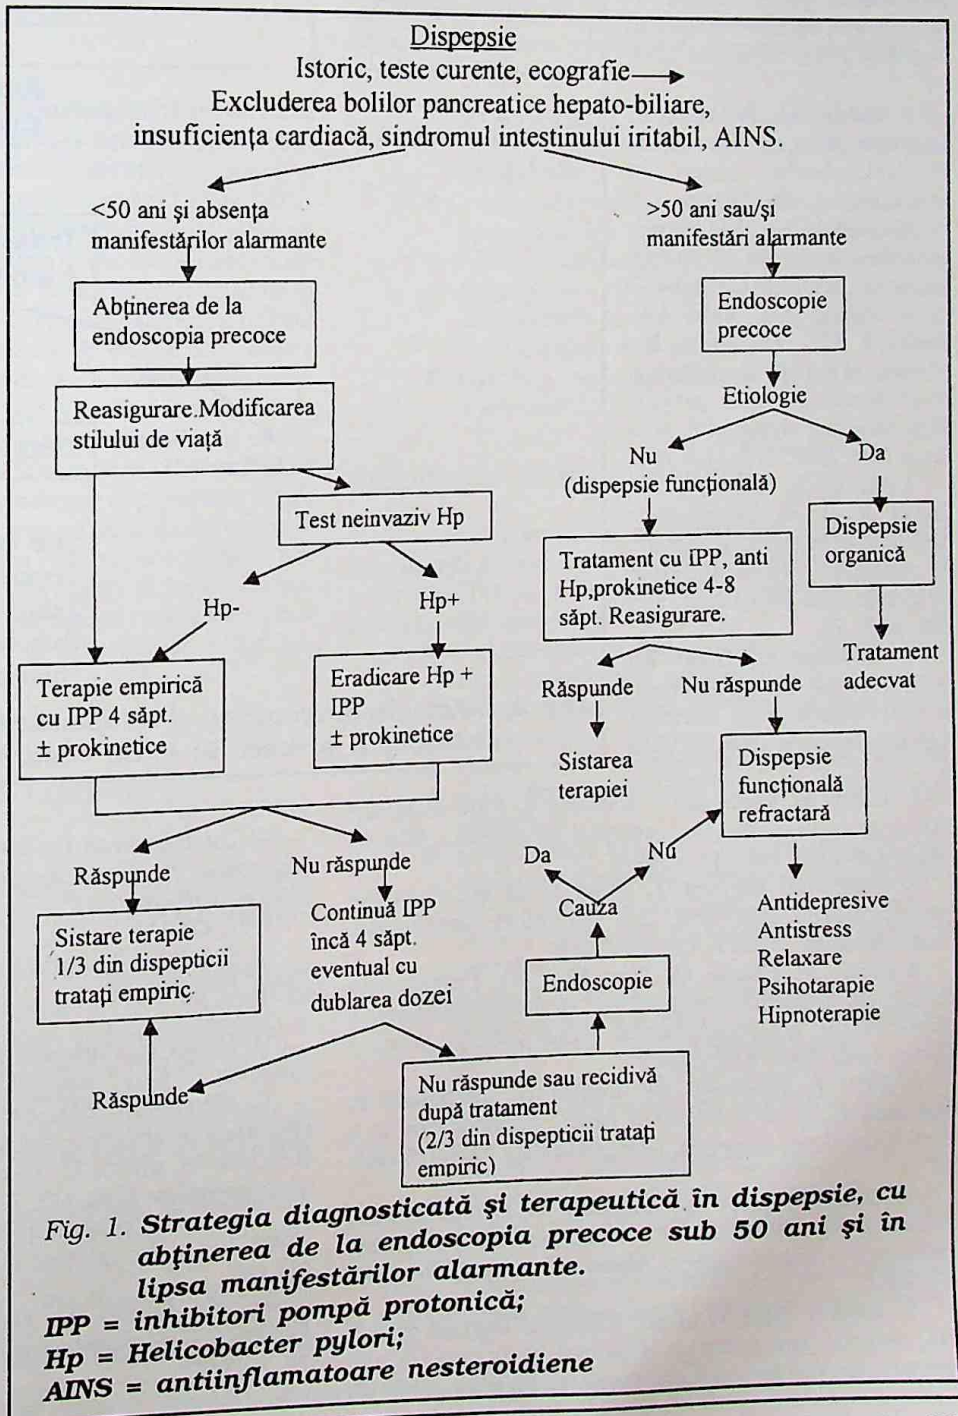 Dispepsie
Istoric, teste curente, ecografie
Excluderea bolilor pancreatice hepato-biliare,
insuficiența cardiacă, sindromul intestinului iritabil, AINS.
<50 ani și absența
manifestărilor alarmante
>50 ani sau/și
manifestări alarmante
Abținerea de la
endoscopia precoce
Endoscopie
precoce
Reasigurare.Modificarea
stilului de viață
Etiologie
Nu
(dispepsie funcțională)
Da
Test neinvaziv Hp
Tratament cu IPP, anti
Hp,prokinetice 4-8
săpt. Reasigurare.
Dispepsie
organică
Hp-
Hp+
Terapie empirică
cu IPP 4 săpt.
± prokinetice
Eradicare Hp +
IPP
± prokinetice
Răspunde
Nu răspunde
Tratament
adecvat
Sistarea
terapiei
Dispepsie
funcțională
refractară
Răspunde
Nu răspunde
Da
Nu
Sistare terapie
1/3 din dispepticii
tratați empiric.
Continuă IPP
încă 4 săpt.
eventual cu
dublarea dozei
Cauza
Endoscopie
Antidepresive
Antistress
Relaxare
Psihotarapie
Hipnoterapie
Răspunde
Nu răspunde sau recidivă
după tratament
(2/3 din dispepticii tratați
empiric)
Fig. 1. Strategia diagnosticată şi terapeutică în dispepsie, cu
abţinerea de la endoscopia precoce sub 50 ani şi în
lipsa manifestărilor alarmante.
IPP = inhibitori pompă protonică;
Hp = Helicobacter pylori;
AINS = antiinflamatoare nesteroidiene